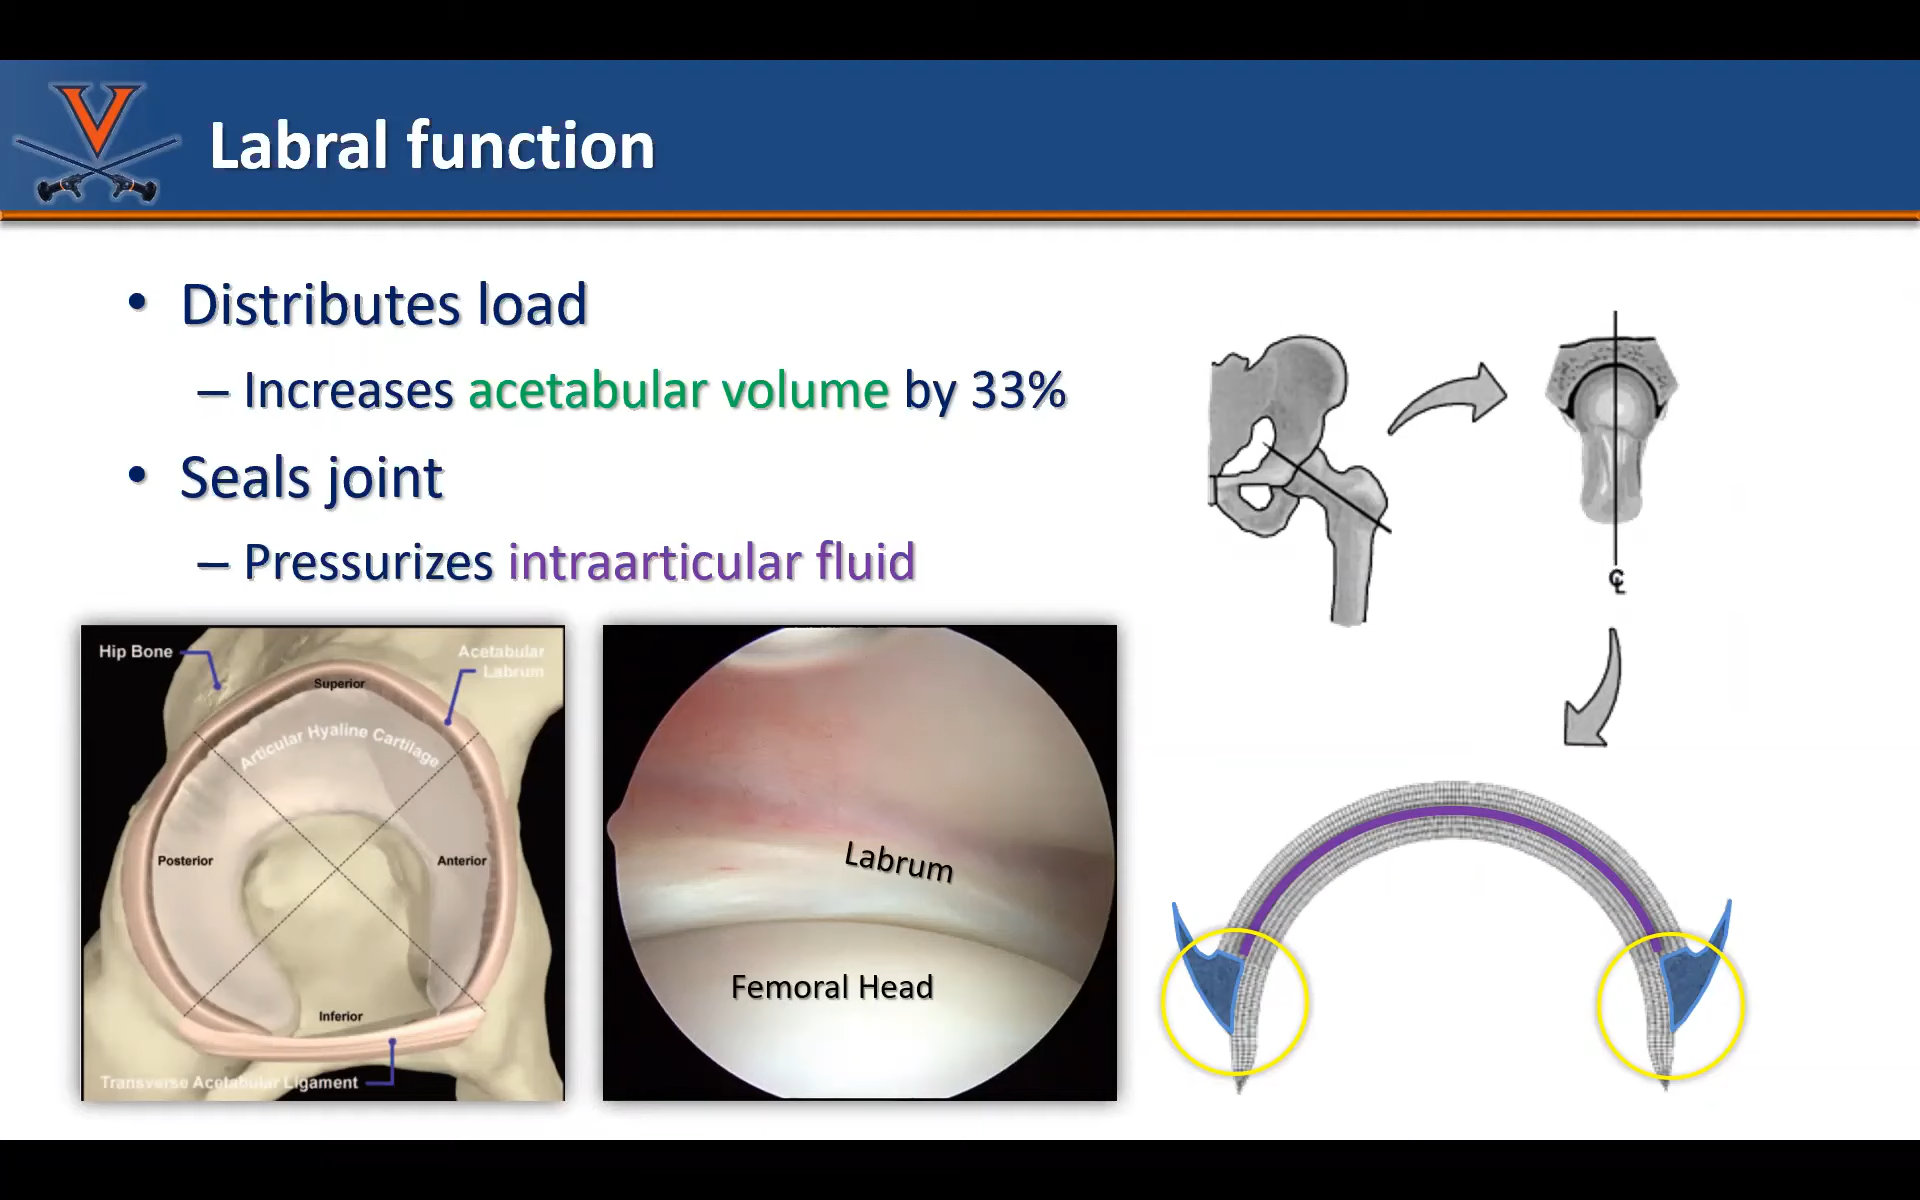 Labral function
• Distributes load
– Increases acetabular volume by 33%
• Seals joint
– Pressurizes intraarticular fluid
Hip Bone
Acetabular
Labrum
Superior
Articular Hyaline Cartilage
Posterior
Anterior
Inferior
Transverse Acetabular Ligament
Labrum
Femoral Head
℄